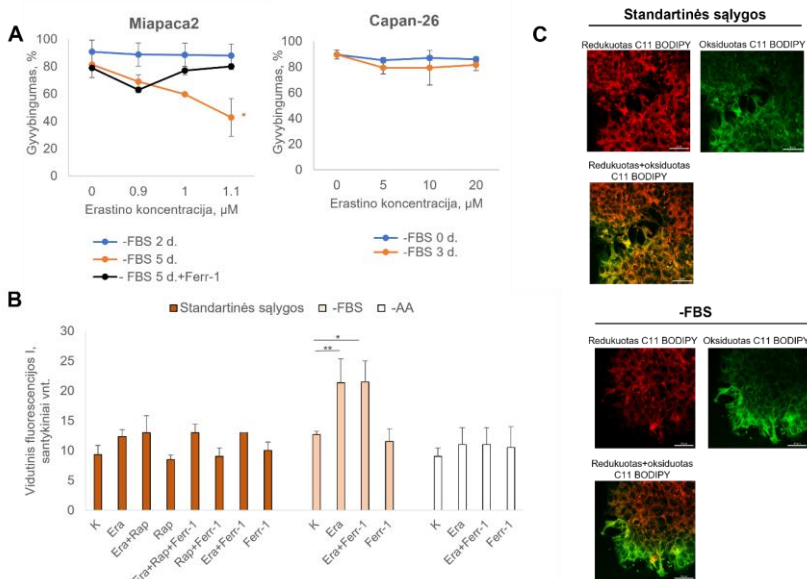 A
Miapaca2
Gyvybingumas, %
100
80
60
40
20
0
*
0
0.9
1
1.1
Erastino koncentracija, µM
-FBS 2 d.
-FBS 5 d.
- FBS 5 d.+Ferr-1
Capan-26
Gyvybingumas, %
100
80
60
40
20
0
0
5
10
20
Erastino koncentracija, µM
-FBS 0 d.
-FBS 3 d.
B
Standartinės sąlygos
-FBS
-AA
Vidutinis fluorescencijos I,
santykiniai vnt.
30
25
20
15
10
5
0
*
**
K
Era
Era+Rap
Rap
Era+Rap+Ferr-1
Rap+Ferr-1
Era+Ferr-1
Ferr-1
K
Era
Era+Ferr-1
Ferr-1
K
Era
Era+Ferr-1
Ferr-1
C
Standartinės sąlygos
Redukuotas C11 BODIPY
Oksiduotas C11 BODIPY
Redukuotas+oksiduotas
C11 BODIPY
-FBS
Redukuotas C11 BODIPY
Oksiduotas C11 BODIPY
Redukuotas+oksiduotas
C11 BODIPY